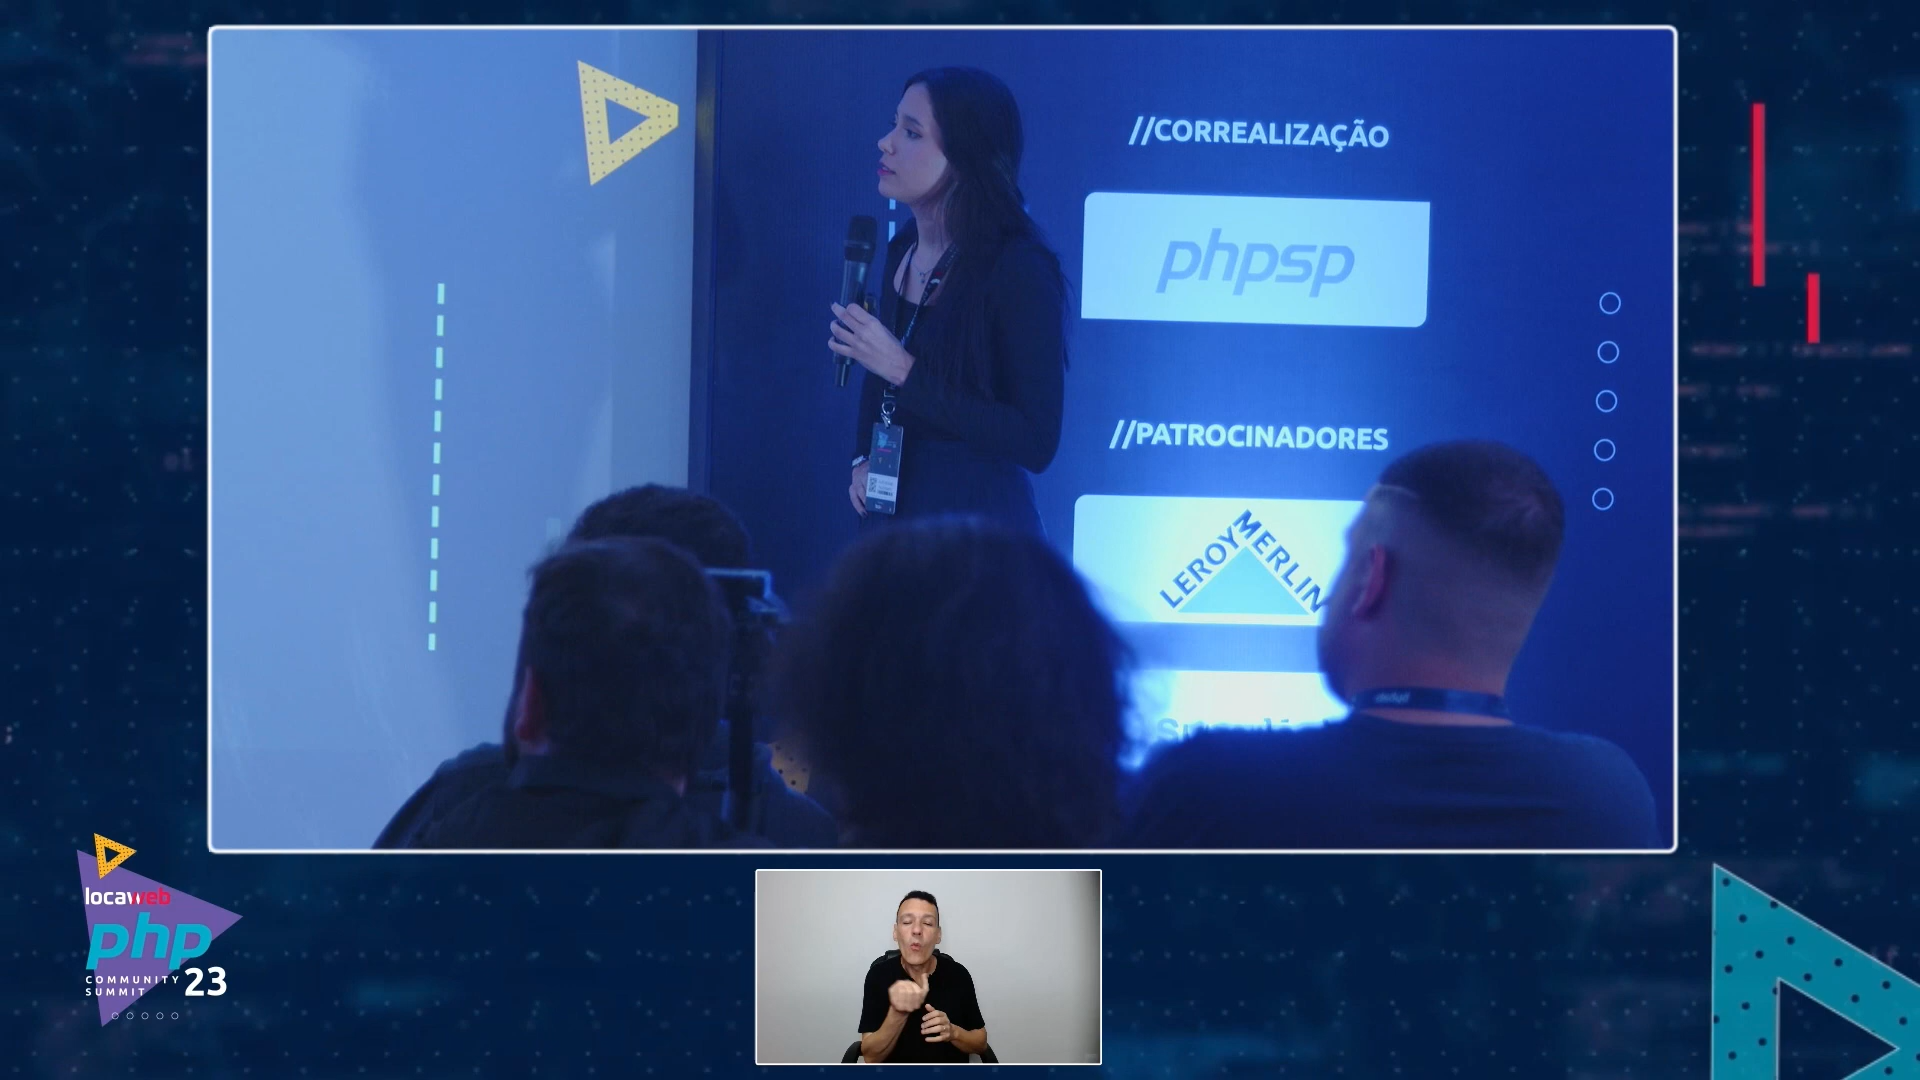 //CORREALIZAÇÃO
phpsp
//PATROCINADORES
LEROY MERLIN
locaweb
php
COMMUNITY
SUMMIT 23